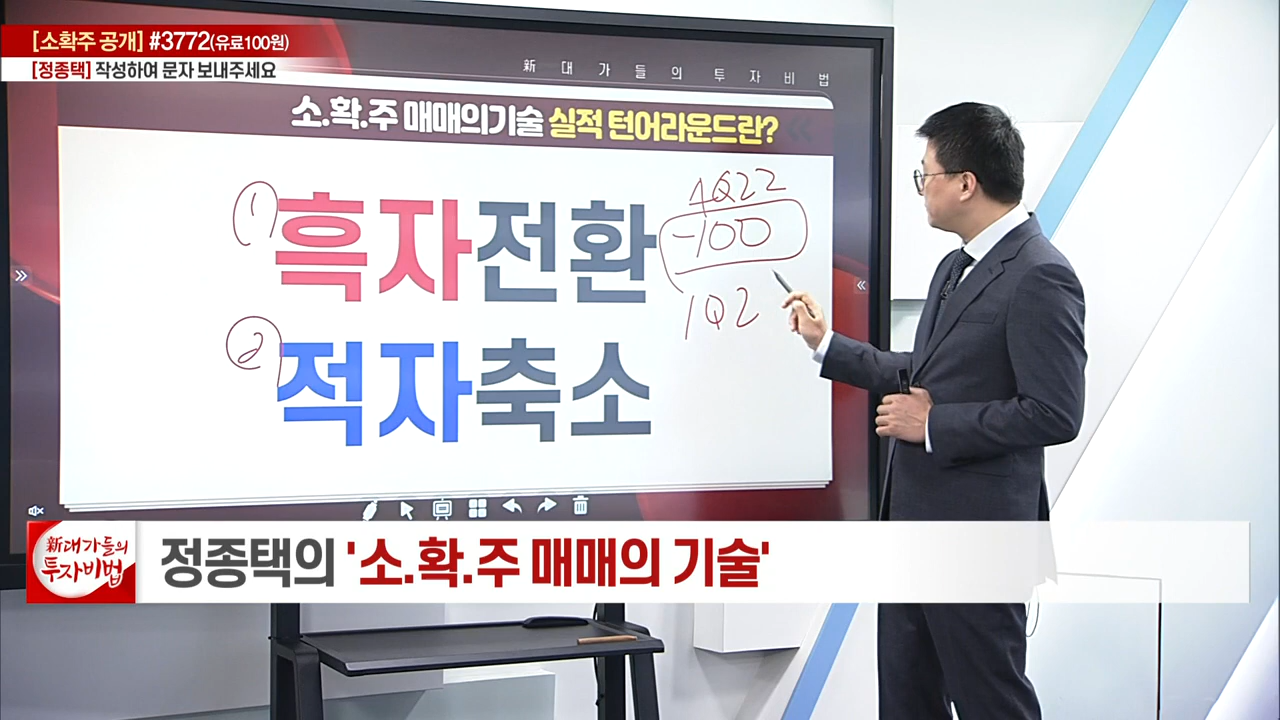 [소확주 공개] #3772(유료100원)
[정종택] 작성하여 문자 보내주세요
新 대가들의 투자비법
소.확.주 매매의기술 실적 턴어라운드란?
① 흑자전환
4Q22
-100
1Q2
② 적자축소
新대가들의
투자비법
정종택의 '소.확.주 매매의 기술'